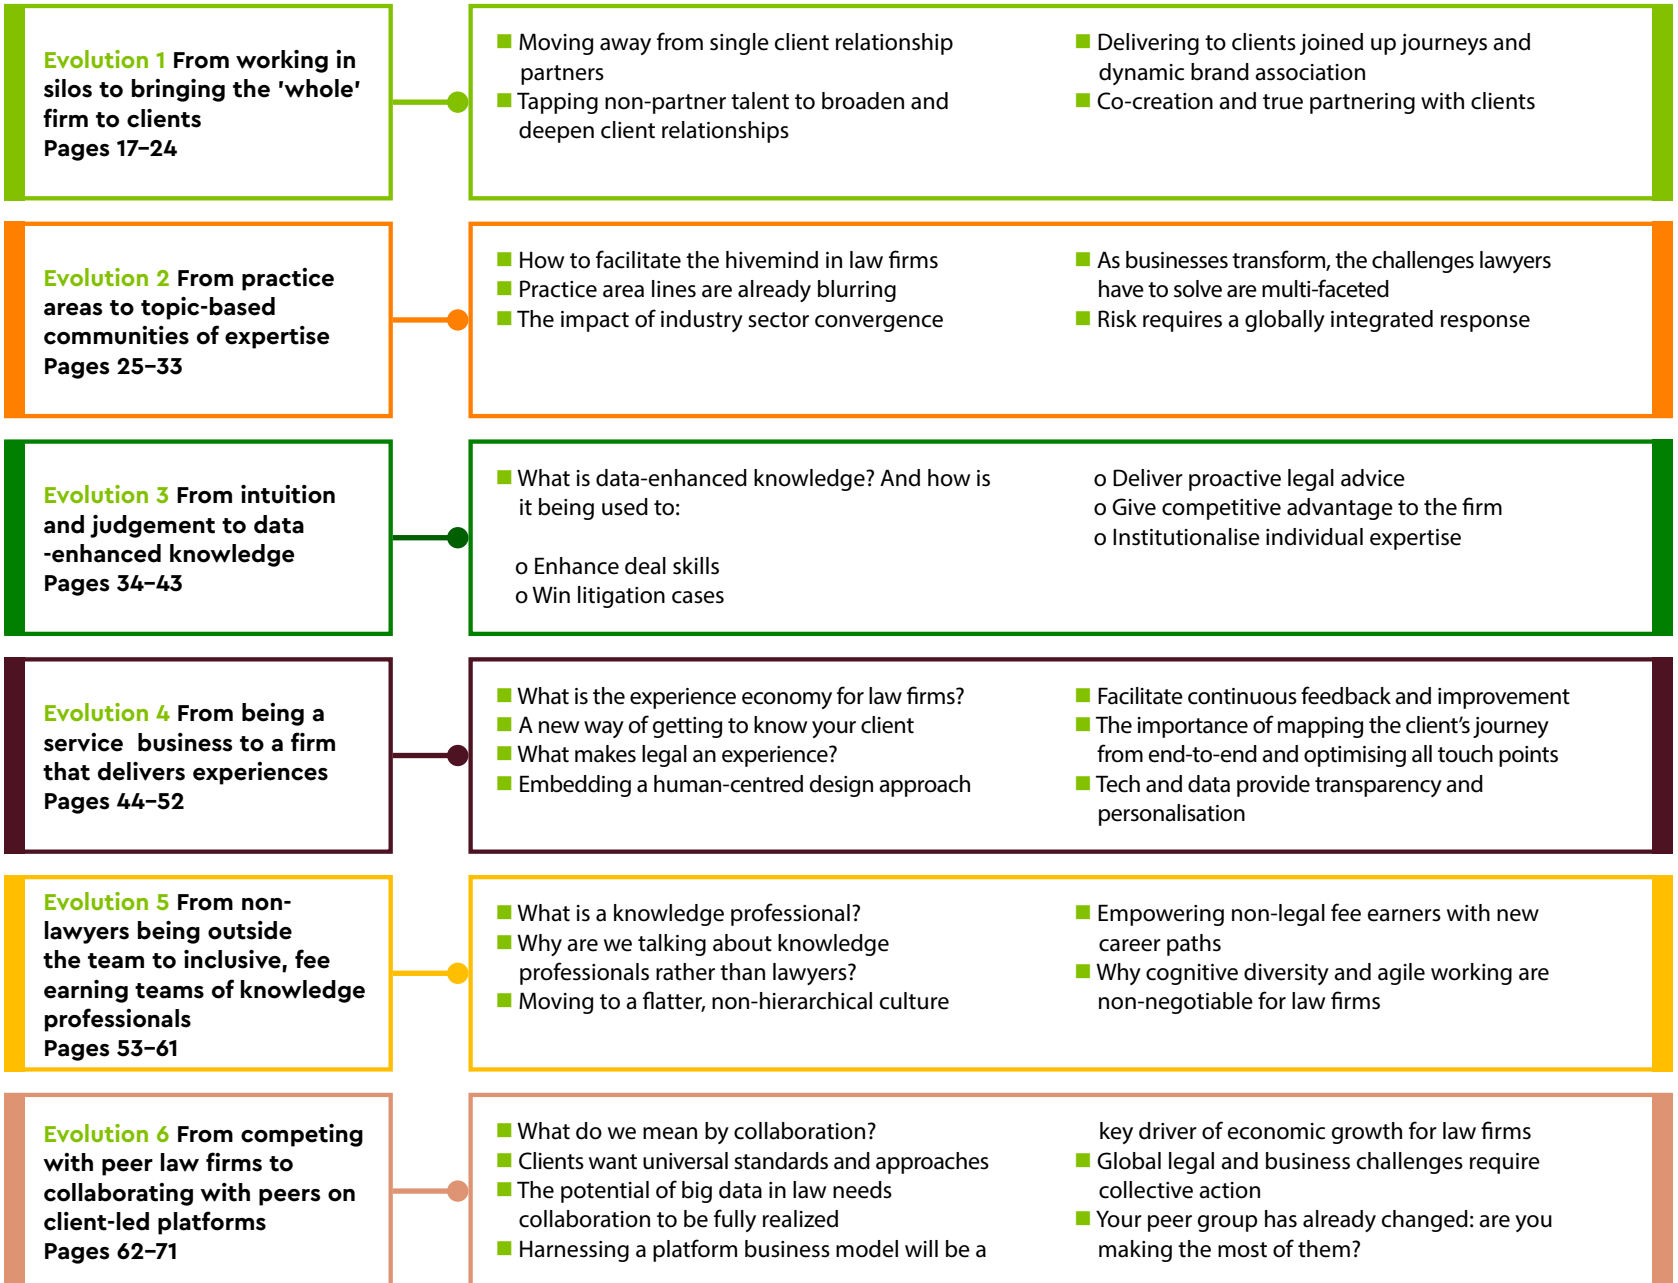 Evolution 1 From working in
silos to bringing the 'whole'
firm to clients
Pages 17–24
■ Moving away from single client relationship
partners
■ Tapping non-partner talent to broaden and
deepen client relationships
■ Delivering to clients joined up journeys and
dynamic brand association
■ Co-creation and true partnering with clients
Evolution 2 From practice
areas to topic-based
communities of expertise
Pages 25–33
■ How to facilitate the hivemind in law firms
■ Practice area lines are already blurring
■ The impact of industry sector convergence
■ As businesses transform, the challenges lawyers
have to solve are multi-faceted
■ Risk requires a globally integrated response
Evolution 3 From intuition
and judgement to data
-enhanced knowledge
Pages 34–43
■ What is data-enhanced knowledge? And how is
it being used to:
o Enhance deal skills
o Win litigation cases
o Deliver proactive legal advice
o Give competitive advantage to the firm
o Institutionalise individual expertise
Evolution 4 From being a
service business to a firm
that delivers experiences
Pages 44–52
■ What is the experience economy for law firms?
■ A new way of getting to know your client
■ What makes legal an experience?
■ Embedding a human-centred design approach
■ Facilitate continuous feedback and improvement
■ The importance of mapping the client’s journey
from end-to-end and optimising all touch points
■ Tech and data provide transparency and
personalisation
Evolution 5 From non-
lawyers being outside
the team to inclusive, fee
earning teams of knowledge
professionals
Pages 53–61
■ What is a knowledge professional?
■ Why are we talking about knowledge
professionals rather than lawyers?
■ Moving to a flatter, non-hierarchical culture
■ Empowering non-legal fee earners with new
career paths
■ Why cognitive diversity and agile working are
non-negotiable for law firms
Evolution 6 From competing
with peer law firms to
collaborating with peers on
client-led platforms
Pages 62–71
■ What do we mean by collaboration?
■ Clients want universal standards and approaches
■ The potential of big data in law needs
collaboration to be fully realized
■ Harnessing a platform business model will be a
key driver of economic growth for law firms
■ Global legal and business challenges require
collective action
■ Your peer group has already changed: are you
making the most of them?